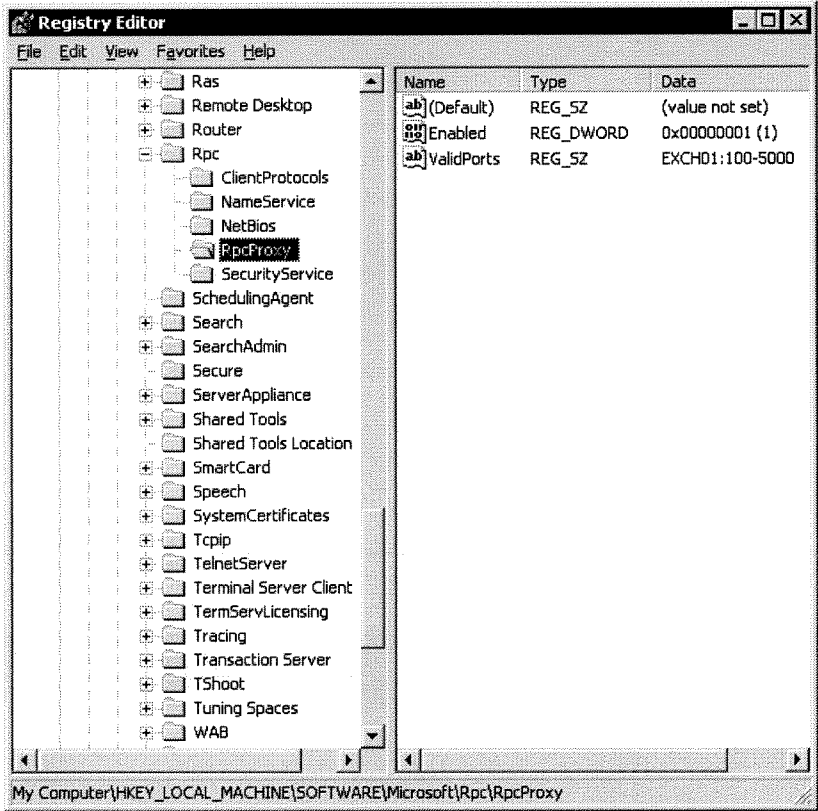 Registry Editor
File Edit View Favorites Help
Ras
Remote Desktop
Router
Rpc
ClientProtocols
NameService
NetBios
RpcProxy
SecurityService
SchedulingAgent
Search
SearchAdmin
Secure
ServerAppliance
Shared Tools
Shared Tools Location
SmartCard
Speech
SystemCertificates
Tcpip
TelnetServer
Terminal Server Client
TermServLicensing
Tracing
Transaction Server
TShoot
Tuning Spaces
WAB
Name Type Data
(Default) REG_SZ (value not set)
Enabled REG_DWORD 0x00000001 (1)
ValidPorts REG_SZ EXCH01:100-5000
My Computer\HKEY_LOCAL_MACHINE\SOFTWARE\Microsoft\Rpc\RpcProxy